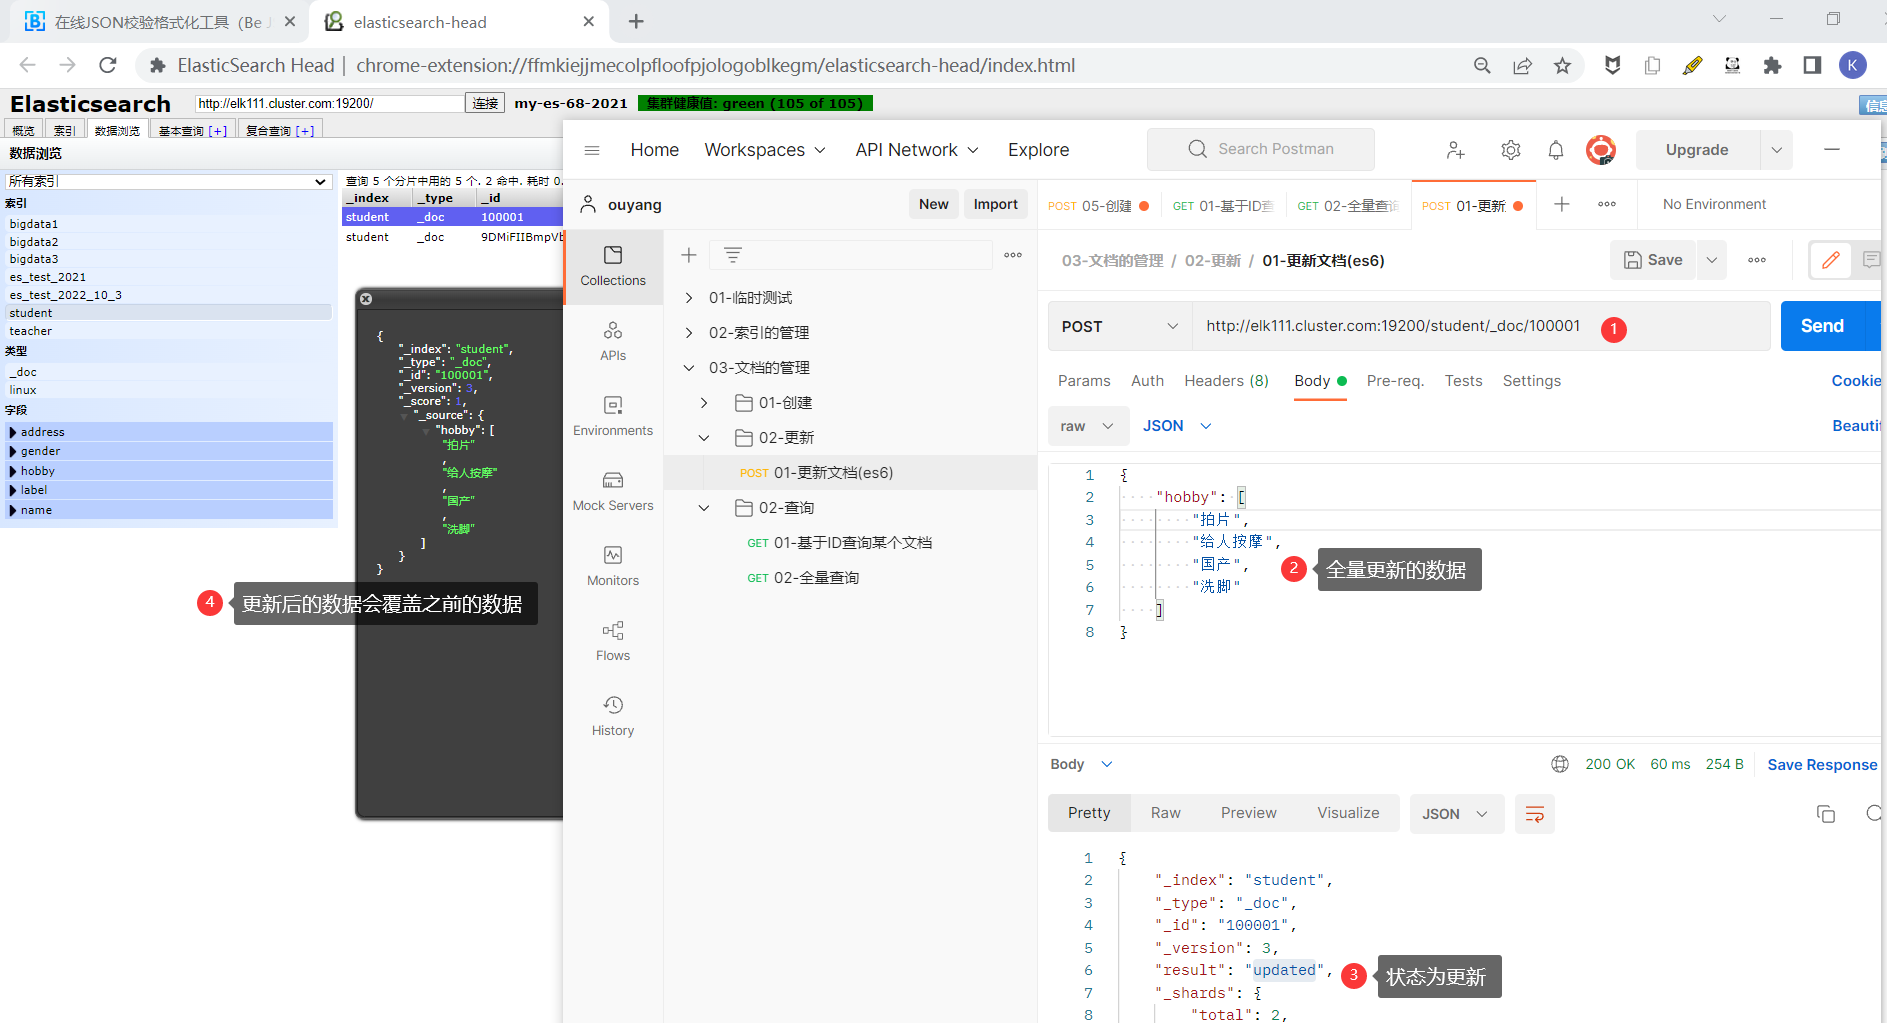 在线JSON校验格式化工具（Be J
elasticsearch-head
ElasticSearch Head | chrome-extension://ffmkiejjmecolpfloofpjologoblkegm/elasticsearch-head/index.html
K
Elasticsearch
http://elk111.cluster.com:19200/
连接
my-es-68-2021
集群健康值: green (105 of 105)
信息
概览
索引
数据浏览
基本查询 [+]
复合查询 [+]
数据浏览
所有索引
索引
bigdata1
bigdata2
bigdata3
es_test_2021
es_test_2022_10_3
student
teacher
类型
_doc
linux
字段
address
gender
hobby
label
name
查询 5 个分片中用的 5 个. 2 命中. 耗时 0.
_index _type _id
student _doc 100001
student _doc 9DMiFIIBmpVb
{
"_index": "student",
"_type": "_doc",
"_id": "100001",
"_version": 3,
"_score": 1,
"_source": {
"hobby": [
"拍片"
,
"给人按摩"
,
"国产"
,
"洗脚"
]
}
}
4 更新后的数据会覆盖之前的数据
Home
Workspaces
API Network
Explore
Search Postman
Upgrade
ouyang
New
Import
POST 05-创建
GET 01-基于ID查
GET 02-全量查询
POST 01-更新
No Environment
Collections
APIs
Environments
Mock Servers
Monitors
Flows
History
01-临时测试
02-索引的管理
03-文档的管理
01-创建
02-更新
POST 01-更新文档(es6)
02-查询
GET 01-基于ID查询某个文档
GET 02-全量查询
03-文档的管理 / 02-更新 / 01-更新文档(es6)
Save
POST
http://elk111.cluster.com:19200/student/_doc/100001
1
Send
Params
Auth
Headers (8)
Body
Pre-req.
Tests
Settings
Cookie
raw
JSON
Beautif
1 {
2 "hobby": [
3 "拍片",
4 "给人按摩",
5 "国产",
6 "洗脚"
7 ]
8 }
2 全量更新的数据
Body
200 OK
60 ms
254 B
Save Response
Pretty
Raw
Preview
Visualize
JSON
1 {
2 "_index": "student",
3 "_type": "_doc",
4 "_id": "100001",
5 "_version": 3,
6 "result": "updated",
3 状态为更新
7 "_shards": {
8 "total": 2,